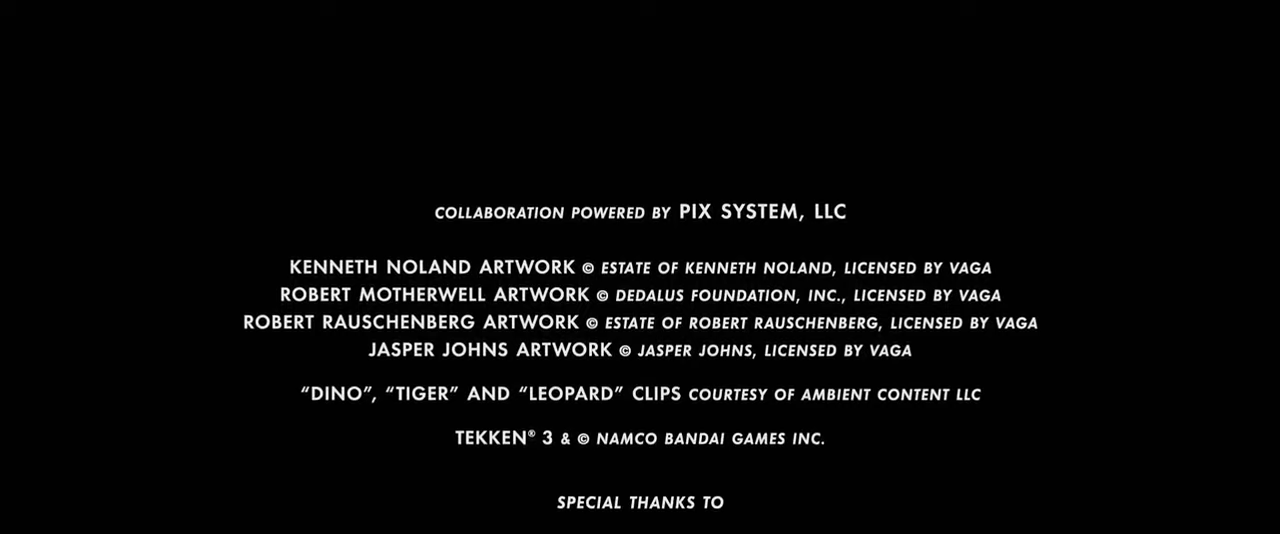 COLLABORATION POWERED BY PIX SYSTEM, LLC
KENNETH NOLAND ARTWORK © ESTATE OF KENNETH NOLAND, LICENSED BY VAGA
ROBERT MOTHERWELL ARTWORK © DEDALUS FOUNDATION, INC., LICENSED BY VAGA
ROBERT RAUSCHENBERG ARTWORK © ESTATE OF ROBERT RAUSCHENBERG, LICENSED BY VAGA
JASPER JOHNS ARTWORK © JASPER JOHNS, LICENSED BY VAGA
“DINO”, “TIGER” AND “LEOPARD” CLIPS COURTESY OF AMBIENT CONTENT LLC
TEKKEN® 3 & © NAMCO BANDAI GAMES INC.
SPECIAL THANKS TO